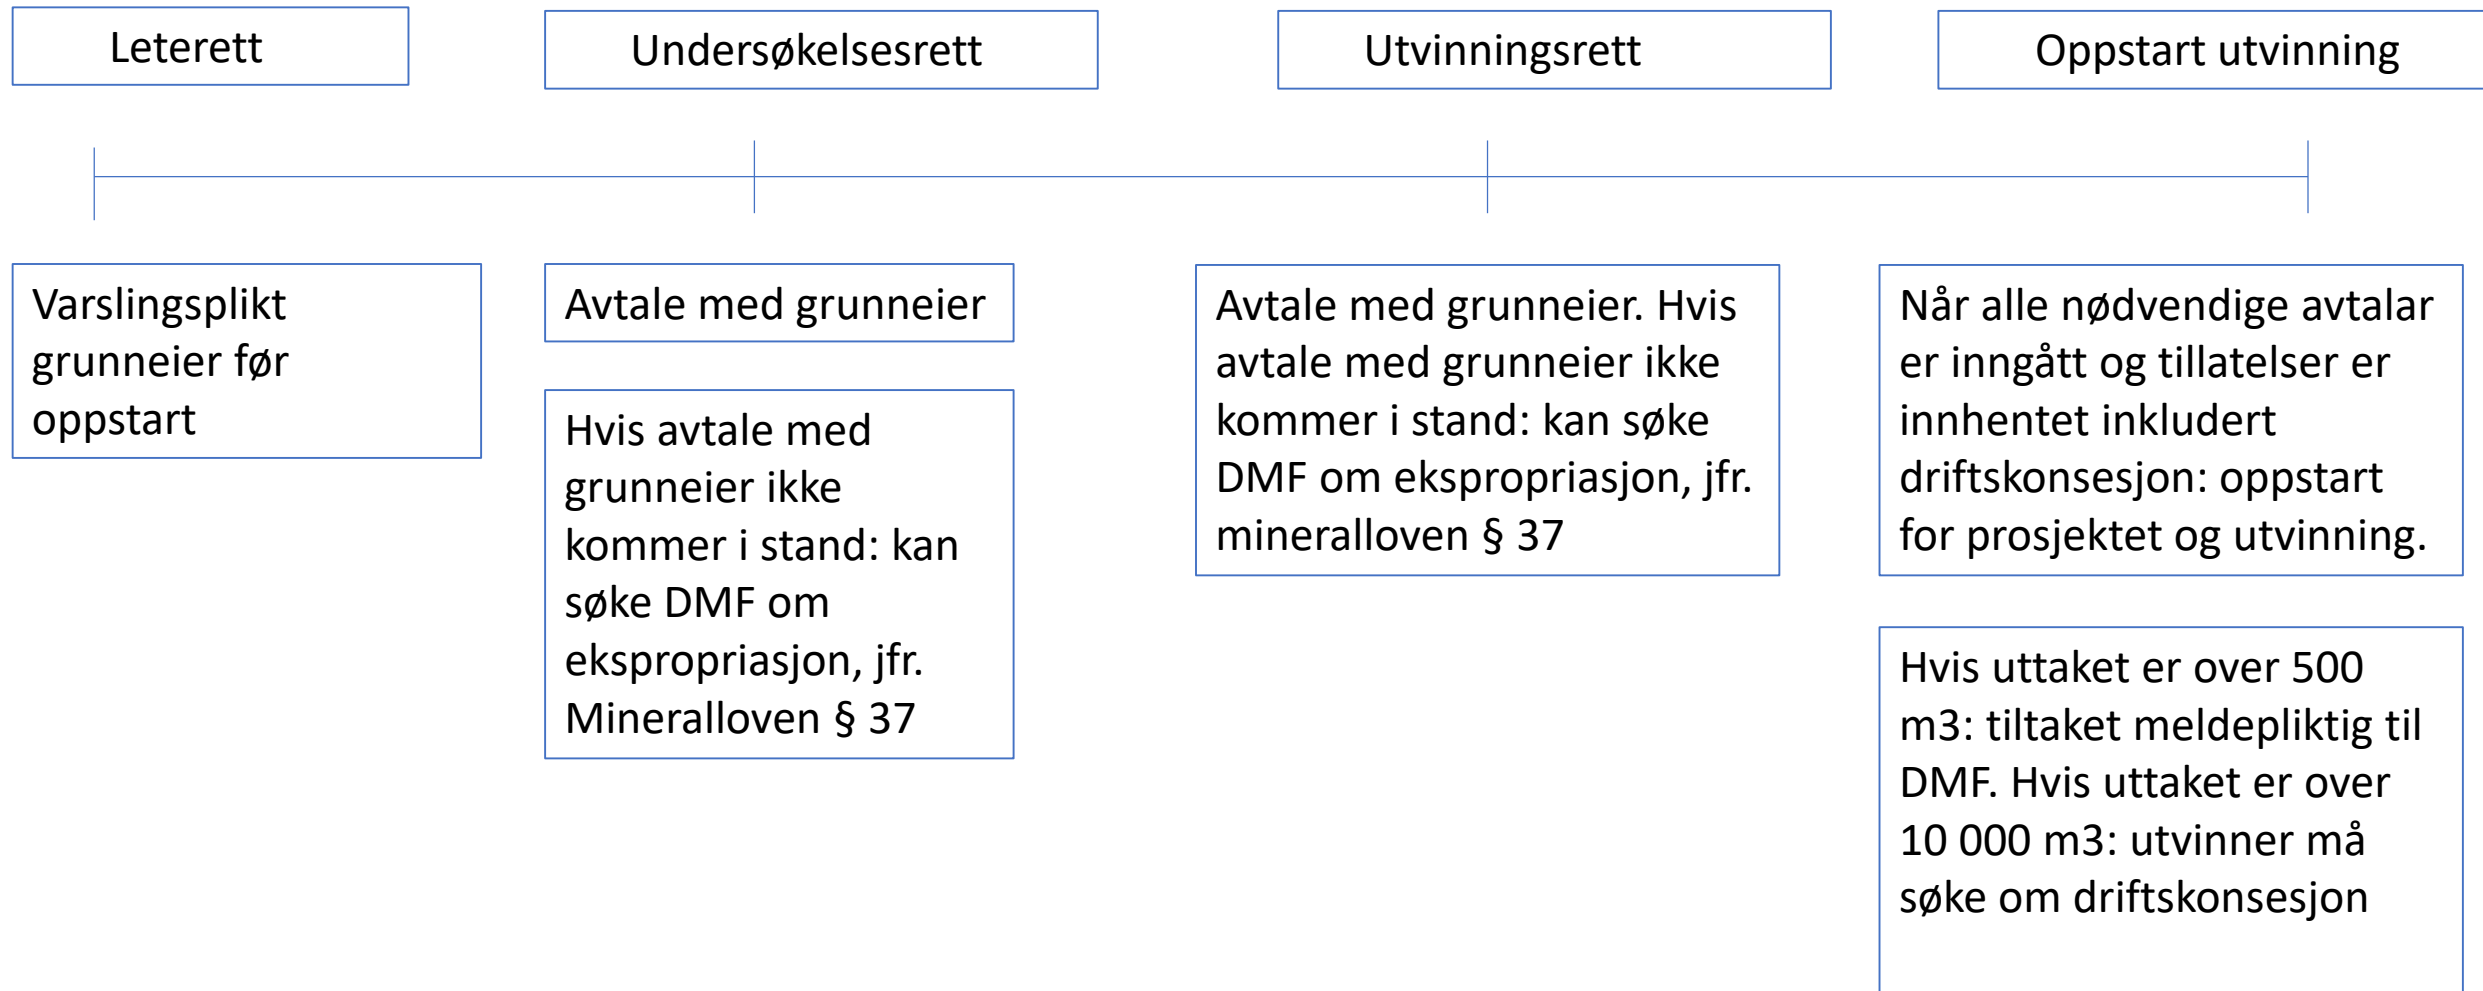 Leterett
Undersøkelsesrett
Utvinningsrett
Oppstart utvinning
Varslingsplikt
grunneier før
oppstart
Avtale med grunneier
Hvis avtale med
grunneier ikke
kommer i stand: kan
søke DMF om
ekspropriasjon, jfr.
Mineralloven § 37
Avtale med grunneier. Hvis
avtale med grunneier ikke
kommer i stand: kan søke
DMF om ekspropriasjon, jfr.
mineralloven § 37
Når alle nødvendige avtalar
er inngått og tillatelser er
innhentet inkludert
driftskonsesjon: oppstart
for prosjektet og utvinning.
Hvis uttaket er over 500
m3: tiltaket meldepliktig til
DMF. Hvis uttaket er over
10 000 m3: utvinner må
søke om driftskonsesjon